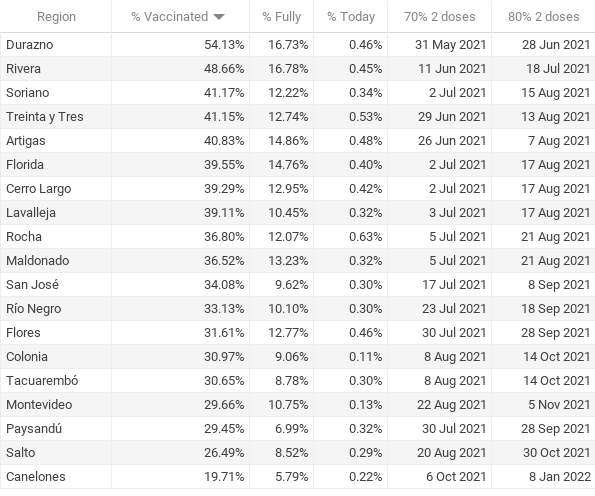 Region % Vaccinated % Fully % Today 70% 2 doses 80% 2 doses
Durazno 54.13% 16.73% 0.46% 31 May 2021 28 Jun 2021
Rivera 48.66% 16.78% 0.45% 11 Jun 2021 18 Jul 2021
Soriano 41.17% 12.22% 0.34% 2 Jul 2021 15 Aug 2021
Treinta y Tres 41.15% 12.74% 0.53% 29 Jun 2021 13 Aug 2021
Artigas 40.83% 14.86% 0.48% 26 Jun 2021 7 Aug 2021
Florida 39.55% 14.76% 0.40% 2 Jul 2021 17 Aug 2021
Cerro Largo 39.29% 12.95% 0.42% 2 Jul 2021 17 Aug 2021
Lavalleja 39.11% 10.45% 0.32% 3 Jul 2021 17 Aug 2021
Rocha 36.80% 12.07% 0.63% 5 Jul 2021 21 Aug 2021
Maldonado 36.52% 13.23% 0.32% 5 Jul 2021 21 Aug 2021
San José 34.08% 9.62% 0.30% 17 Jul 2021 8 Sep 2021
Río Negro 33.13% 10.10% 0.30% 23 Jul 2021 18 Sep 2021
Flores 31.61% 12.77% 0.46% 30 Jul 2021 28 Sep 2021
Colonia 30.97% 9.06% 0.11% 8 Aug 2021 14 Oct 2021
Tacuarembó 30.65% 8.78% 0.30% 8 Aug 2021 14 Oct 2021
Montevideo 29.66% 10.75% 0.13% 22 Aug 2021 5 Nov 2021
Paysandú 29.45% 6.99% 0.32% 30 Jul 2021 28 Sep 2021
Salto 26.49% 8.52% 0.29% 20 Aug 2021 30 Oct 2021
Canelones 19.71% 5.79% 0.22% 6 Oct 2021 8 Jan 2022